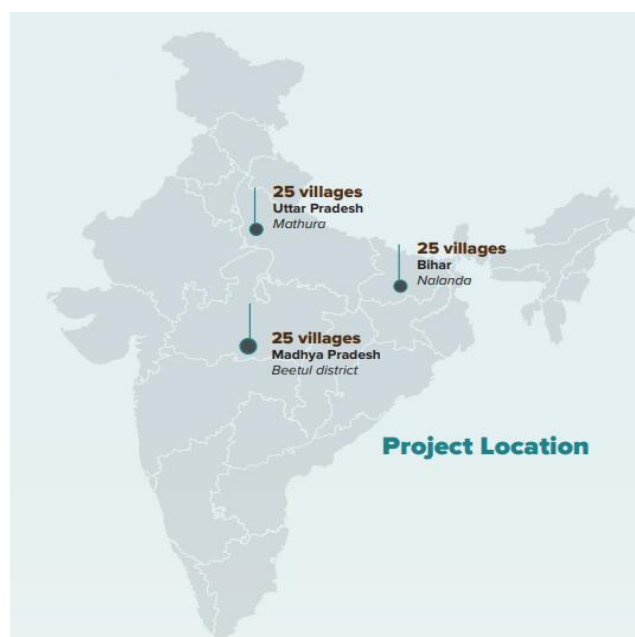 25 villages
Uttar Pradesh
Mathura
25 villages
Bihar
Nalanda
25 villages
Madhya Pradesh
Beetul district
Project Location